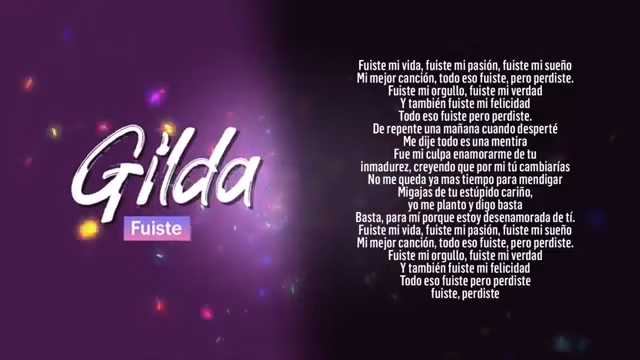 Gilda
Fuiste
Fuiste mi vida, fuiste mi pasión, fuiste mi sueño
Mi mejor canción, todo eso fuiste, pero perdiste.
Fuiste mi orgullo, fuiste mi verdad
Y también fuiste mi felicidad
Todo eso fuiste pero perdiste.
De repente una mañana cuando desperté
Me dije todo es una mentira
Fue mi culpa enamorarme de tu
inmadurez, creyendo que por mi tú cambiarías
No me queda ya mas tiempo para mendigar
Migajas de tu estúpido cariño,
yo me planto y digo basta
Basta, para mí porque estoy desenamorada de tí.
Fuiste mi vida, fuiste mi pasión, fuiste mi sueño
Mi mejor canción, todo eso fuiste, pero perdiste.
Fuiste mi orgullo, fuiste mi verdad
Y también fuiste mi felicidad
Todo eso fuiste pero perdiste
fuiste, perdiste